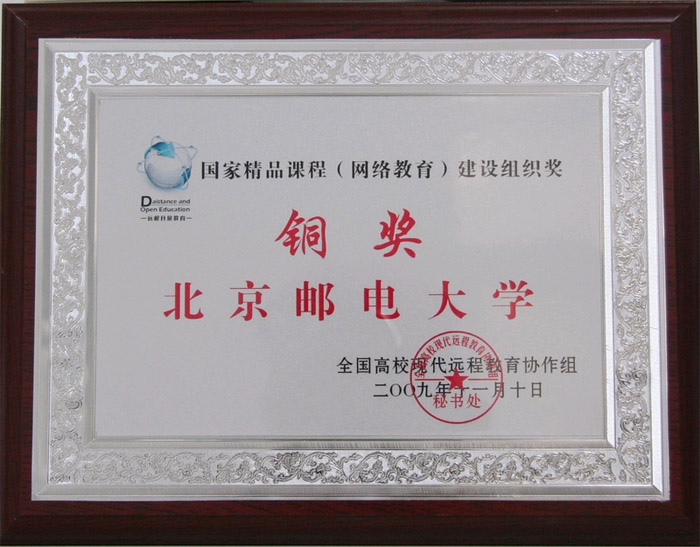 国家精品课程（网络教育）建设组织奖
Daistance and
Open Education
铜奖
北京邮电大学
全国高校现代远程教育协作组
二〇〇九年十一月十日
秘书处